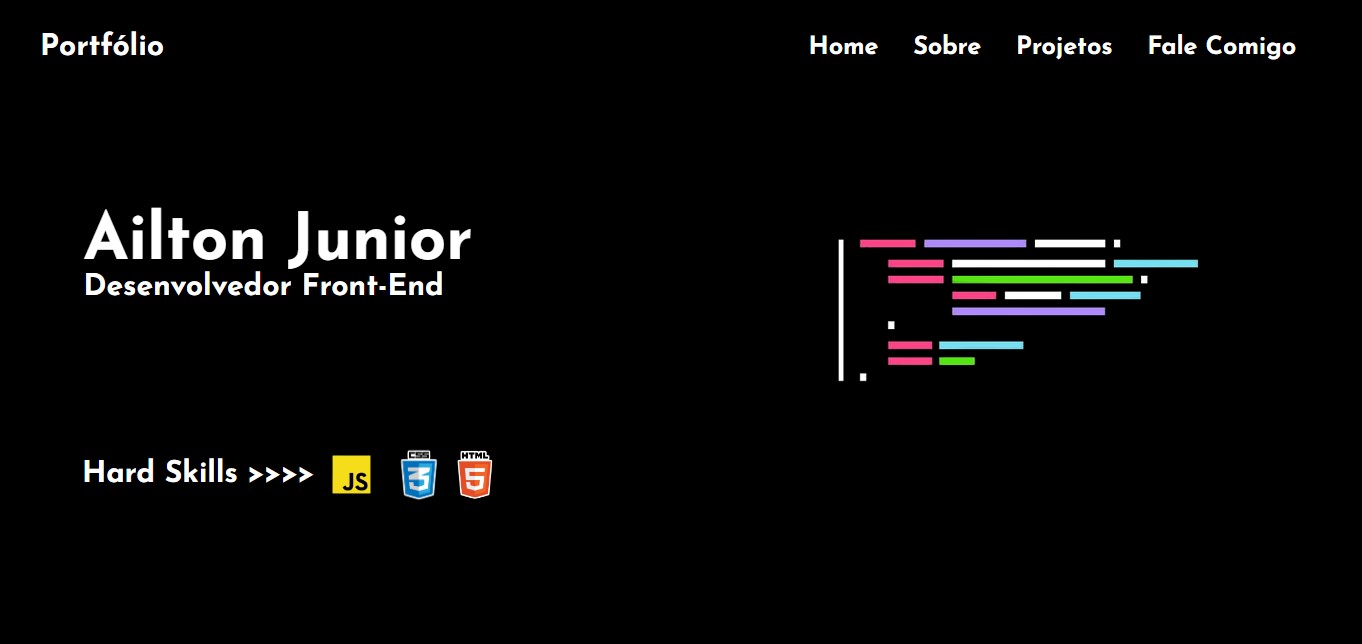 Portfólio
Home Sobre Projetos Fale Comigo
Ailton Junior
Desenvolvedor Front-End
Hard Skills >>>> JS CSS 3 HTML 5